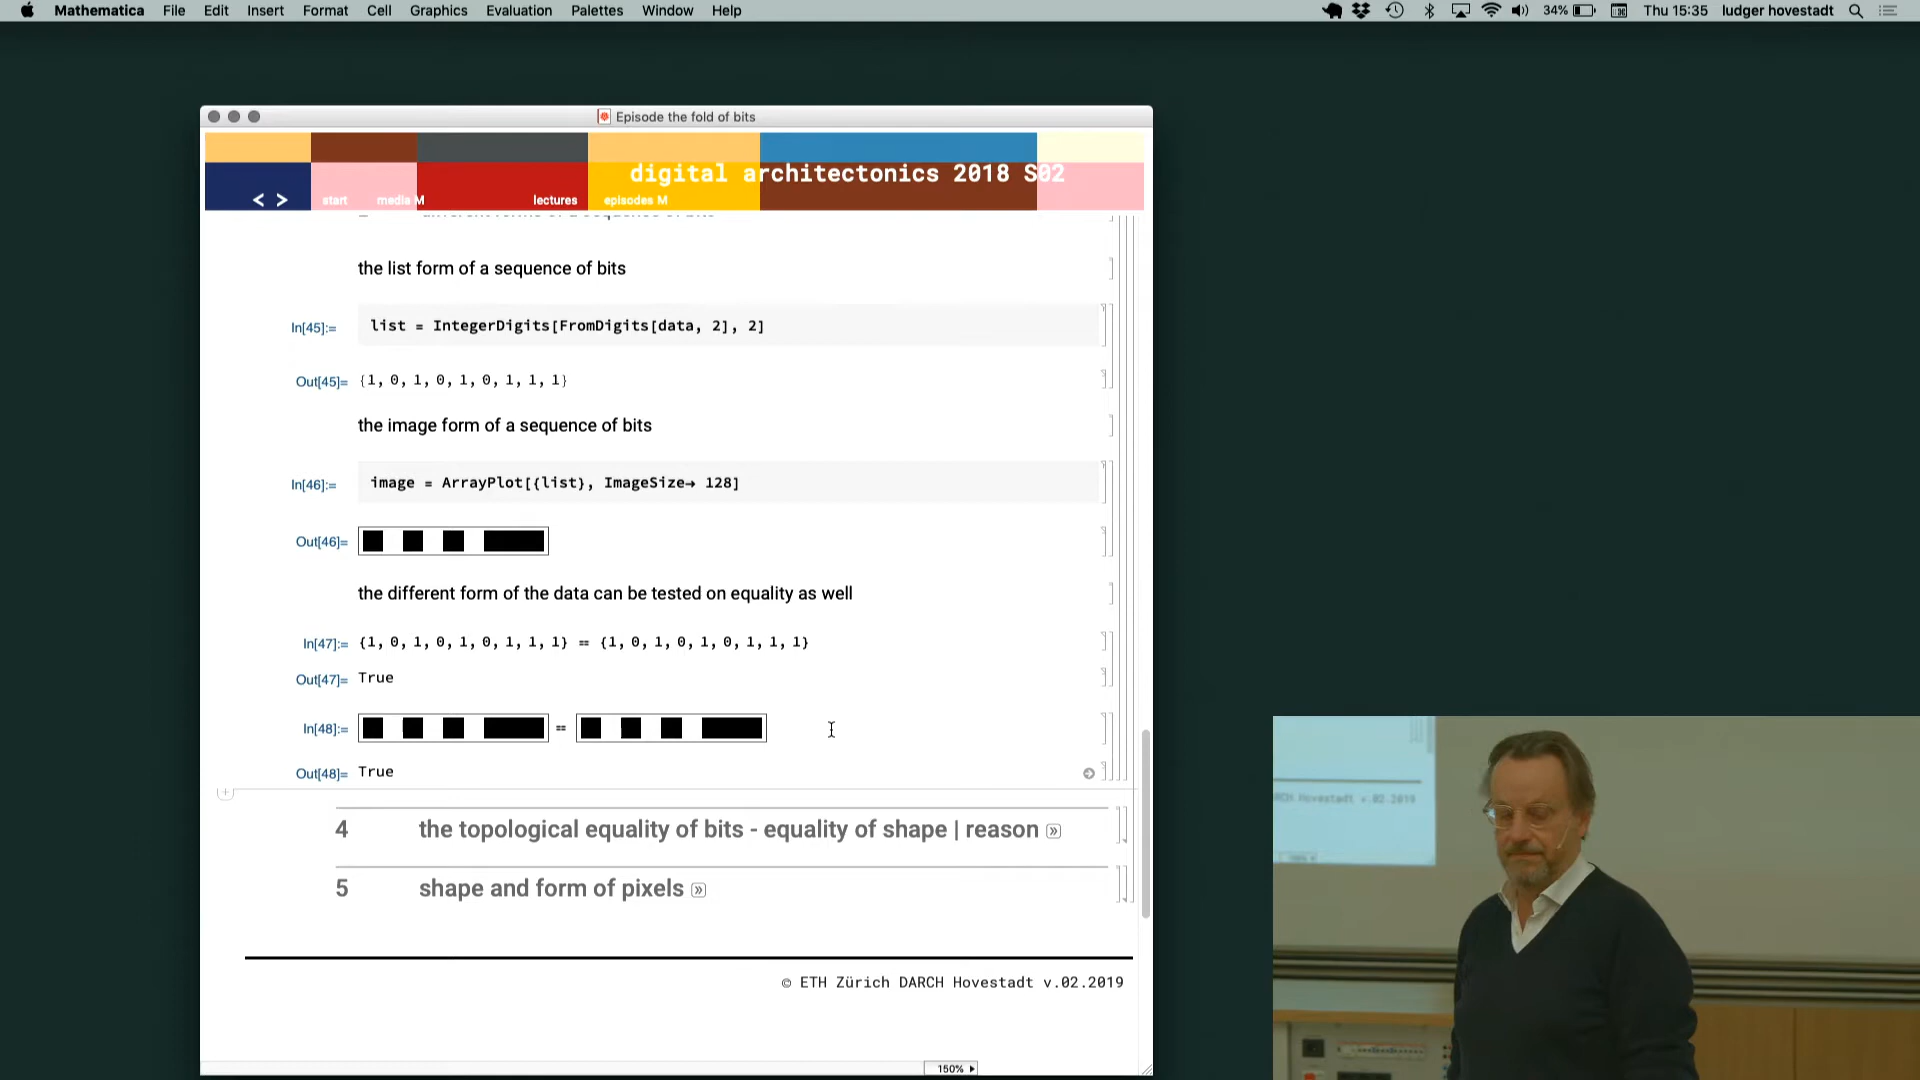 Mathematica File Edit Insert Format Cell Graphics Evaluation Palettes Window Help 34% Thu 15:35 ludger hovestadt
Episode the fold of bits
digital architectonics 2018 S02
< > start media M lectures episodes M
the list form of a sequence of bits
In[45]:= list = IntegerDigits[FromDigits[data, 2], 2]
Out[45]= {1, 0, 1, 0, 1, 0, 1, 1, 1}
the image form of a sequence of bits
In[46]:= image = ArrayPlot[{list}, ImageSize→ 128]
Out[46]=
the different form of the data can be tested on equality as well
In[47]:= {1, 0, 1, 0, 1, 0, 1, 1, 1} == {1, 0, 1, 0, 1, 0, 1, 1, 1}
Out[47]= True
In[48]:= ==
Out[48]= True
4 the topological equality of bits - equality of shape | reason »
5 shape and form of pixels »
© ETH Zürich DARCH Hovestadt v.02.2019
150%